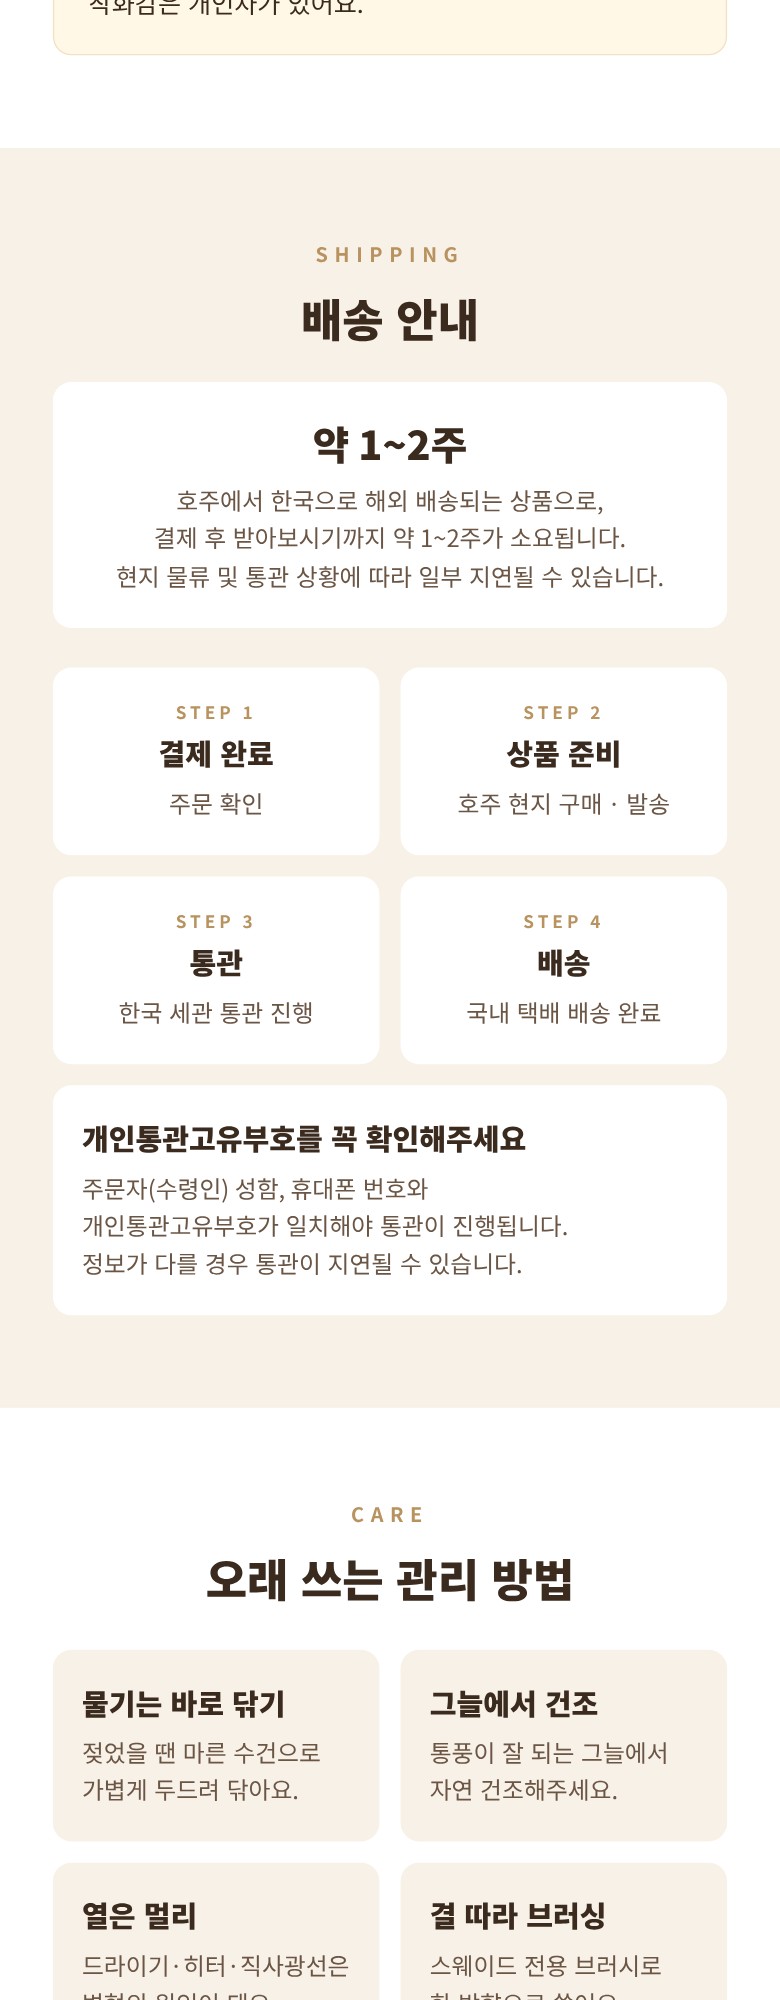 착화감은 개인차가 있어요.
SHIPPING
배송 안내
약 1~2주
호주에서 한국으로 해외 배송되는 상품으로,
결제 후 받아보시기까지 약 1~2주가 소요됩니다.
현지 물류 및 통관 상황에 따라 일부 지연될 수 있습니다.
STEP 1
결제 완료
주문 확인
STEP 2
상품 준비
호주 현지 구매 · 발송
STEP 3
통관
한국 세관 통관 진행
STEP 4
배송
국내 택배 배송 완료
개인통관고유부호를 꼭 확인해주세요
주문자(수령인) 성함, 휴대폰 번호와
개인통관고유부호가 일치해야 통관이 진행됩니다.
정보가 다를 경우 통관이 지연될 수 있습니다.
CARE
오래 쓰는 관리 방법
물기는 바로 닦기
젖었을 땐 마른 수건으로
가볍게 두드려 닦아요.
그늘에서 건조
통풍이 잘 되는 그늘에서
자연 건조해주세요.
열은 멀리
드라이기·히터·직사광선은
결 따라 브러싱
스웨이드 전용 브러시로